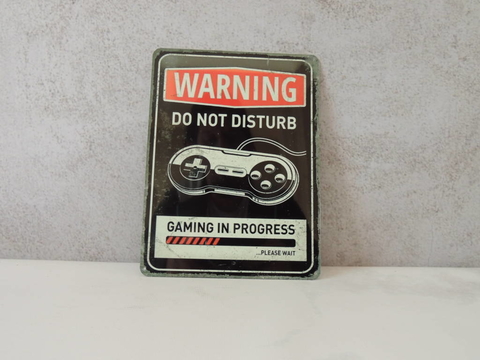 WARNING
DO NOT DISTURB
GAMING IN PROGRESS
...PLEASE WAIT